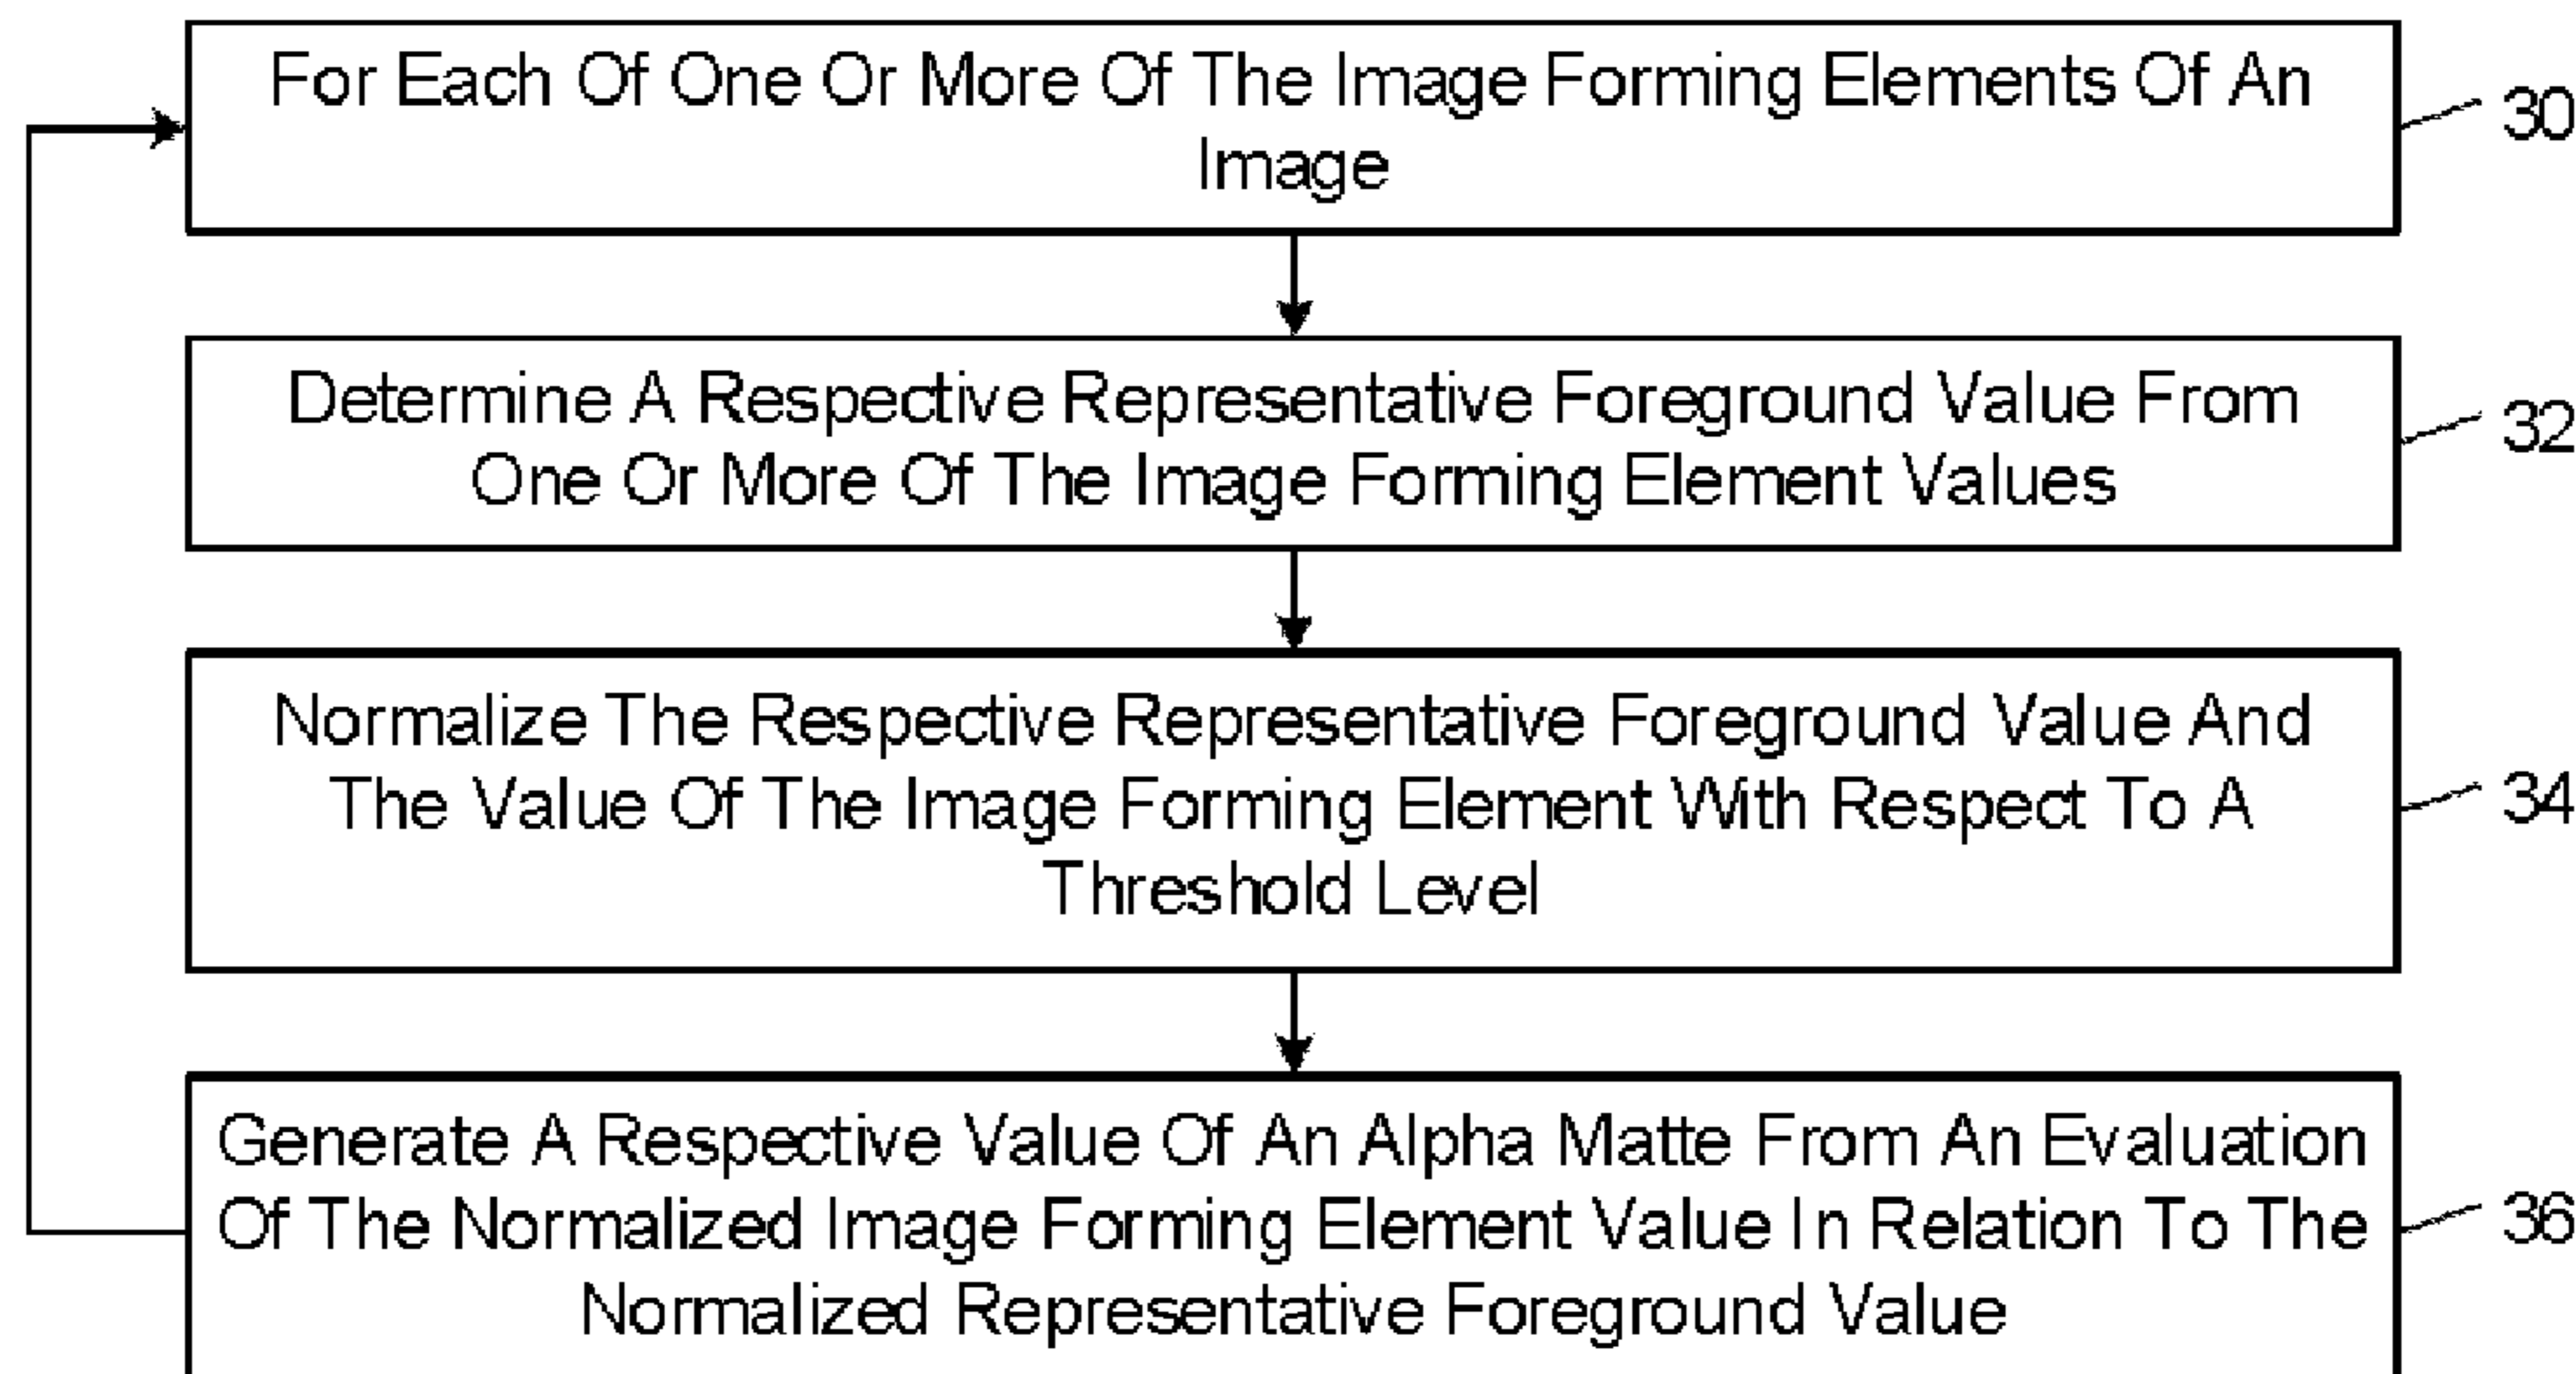 For Each Of One Or More Of The Image Forming Elements Of An
Image
30
Determine A Respective Representative Foreground Value From
One Or More Of The Image Forming Element Values
32
Normalize The Respective Representative Foreground Value And
The Value Of The Image Forming Element With Respect To A
Threshold Level
34
Generate A Respective Value Of An Alpha Matte From An Evaluation
Of The Normalized Image Forming Element Value In Relation To The
Normalized Representative Foreground Value
36